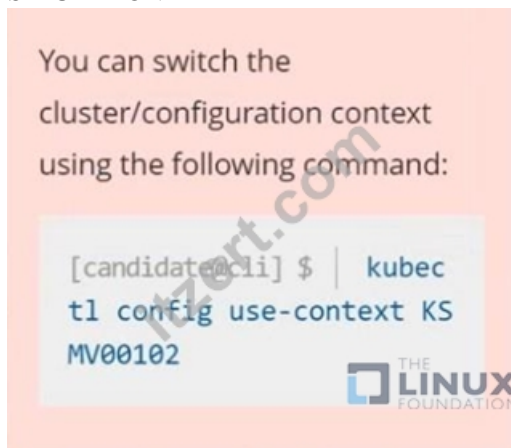 You can switch the
cluster/configuration context
using the following command:
[candidate@cli] $ | kubec
tl config use-context KS
MV00102
itzert.com
THE
LINUX
FOUNDATION